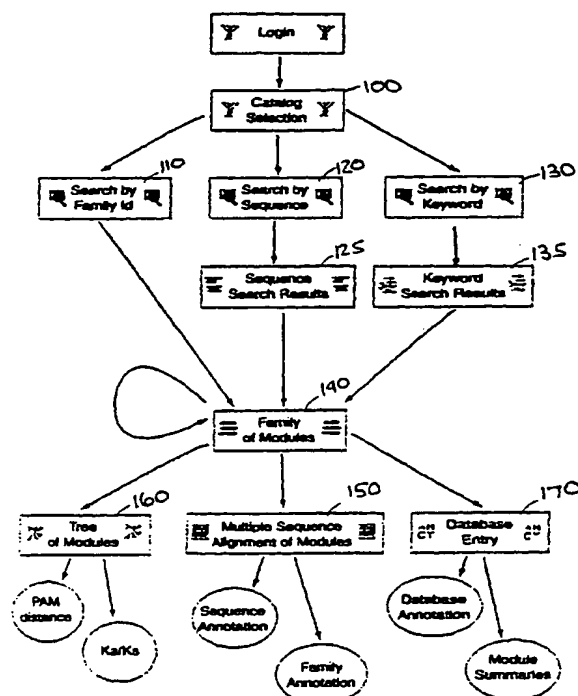 Login
100
Catalog
Selection
110
Search by
Family Id
120
Search by
Sequence
130
Search by
Keyword
125
Sequence
Search Results
135
Keyword
Search Results
140
Family
of Modules
160
Tree
of Modules
150
Multiple Sequence
Alignment of Modules
170
Database
Entry
PAM
distance
Ka/Ks
Sequence
Annotation
Family
Annotation
Database
Annotation
Module
Summaries